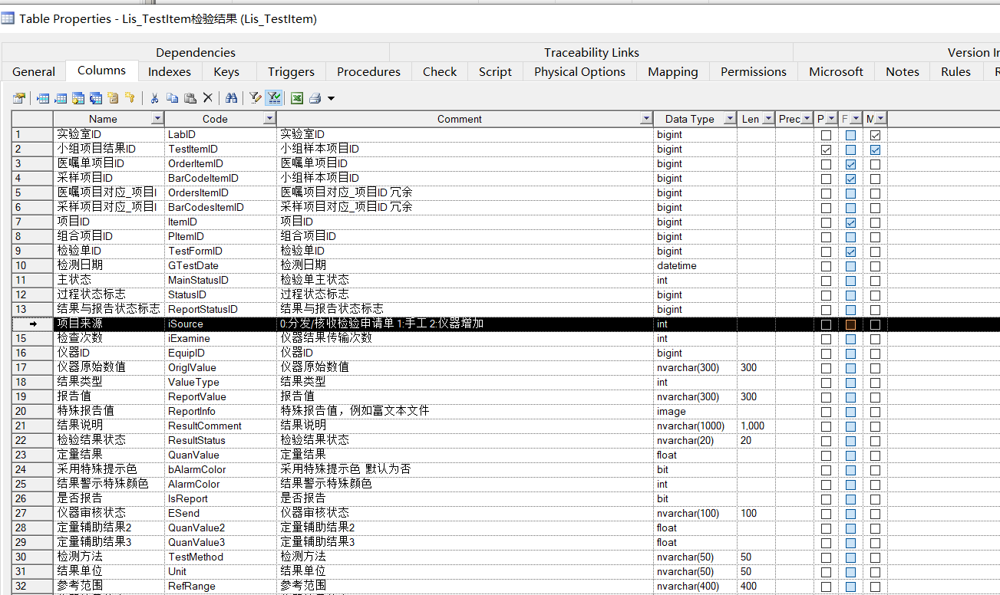 Table Properties - Lis_TestItem检验结果 (Lis_TestItem)
Dependencies Traceability Links Version In
General Columns Indexes Keys Triggers Procedures Check Script Physical Options Mapping Permissions Microsoft Notes Rules R
Name Code Comment Data Type Len Prec P F M
1 实验室ID LabID 实验室ID bigint
2 小组项目结果ID TestItemID 小组样本项目ID bigint
3 医嘱单项目ID OrderItemID 医嘱单项目ID bigint
4 采样项目ID BarCodeItemID 小组样本项目ID bigint
5 医嘱项目对应_项目I OrdersItemID 医嘱项目对应_项目ID 冗余 bigint
6 采样项目对应_项目I BarCodesItemID 采样项目对应_项目ID 冗余 bigint
7 项目ID ItemID 项目ID bigint
8 组合项目ID PItemID 组合项目ID bigint
9 检验单ID TestFormID 检验单ID bigint
10 检测日期 GTestDate 检测日期 datetime
11 主状态 MainStatusID 检验单主状态 int
12 过程状态标志 StatusID 过程状态标志 bigint
13 结果与报告状态标志 ReportStatusID 结果与报告状态标志 bigint
项目来源 iSource 0:分发/核收检验申请单 1:手工 2:仪器增加 int
15 检查次数 iExamine 仪器结果传输次数 int
16 仪器ID EquipID 仪器ID bigint
17 仪器原始数值 OriglValue 仪器原始数值 nvarchar(300) 300
18 结果类型 ValueType 结果类型 int
19 报告值 ReportValue 报告值 nvarchar(300) 300
20 特殊报告值 ReportInfo 特殊报告值，例如富文本文件 image
21 结果说明 ResultComment 结果说明 nvarchar(1000) 1,000
22 检验结果状态 ResultStatus 检验结果状态 nvarchar(20) 20
23 定量结果 QuanValue 定量结果 float
24 采用特殊提示色 bAlarmColor 采用特殊提示色 默认为否 bit
25 结果警示特殊颜色 AlarmColor 结果警示特殊颜色 int
26 是否报告 IsReport 是否报告 bit
27 仪器审核状态 ESend 仪器审核状态 nvarchar(100) 100
28 定量辅助结果2 QuanValue2 定量辅助结果2 float
29 定量辅助结果3 QuanValue3 定量辅助结果3 float
30 检测方法 TestMethod 检测方法 nvarchar(50) 50
31 结果单位 Unit 结果单位 nvarchar(50) 50
32 参考范围 RefRange 参考范围 nvarchar(400) 400